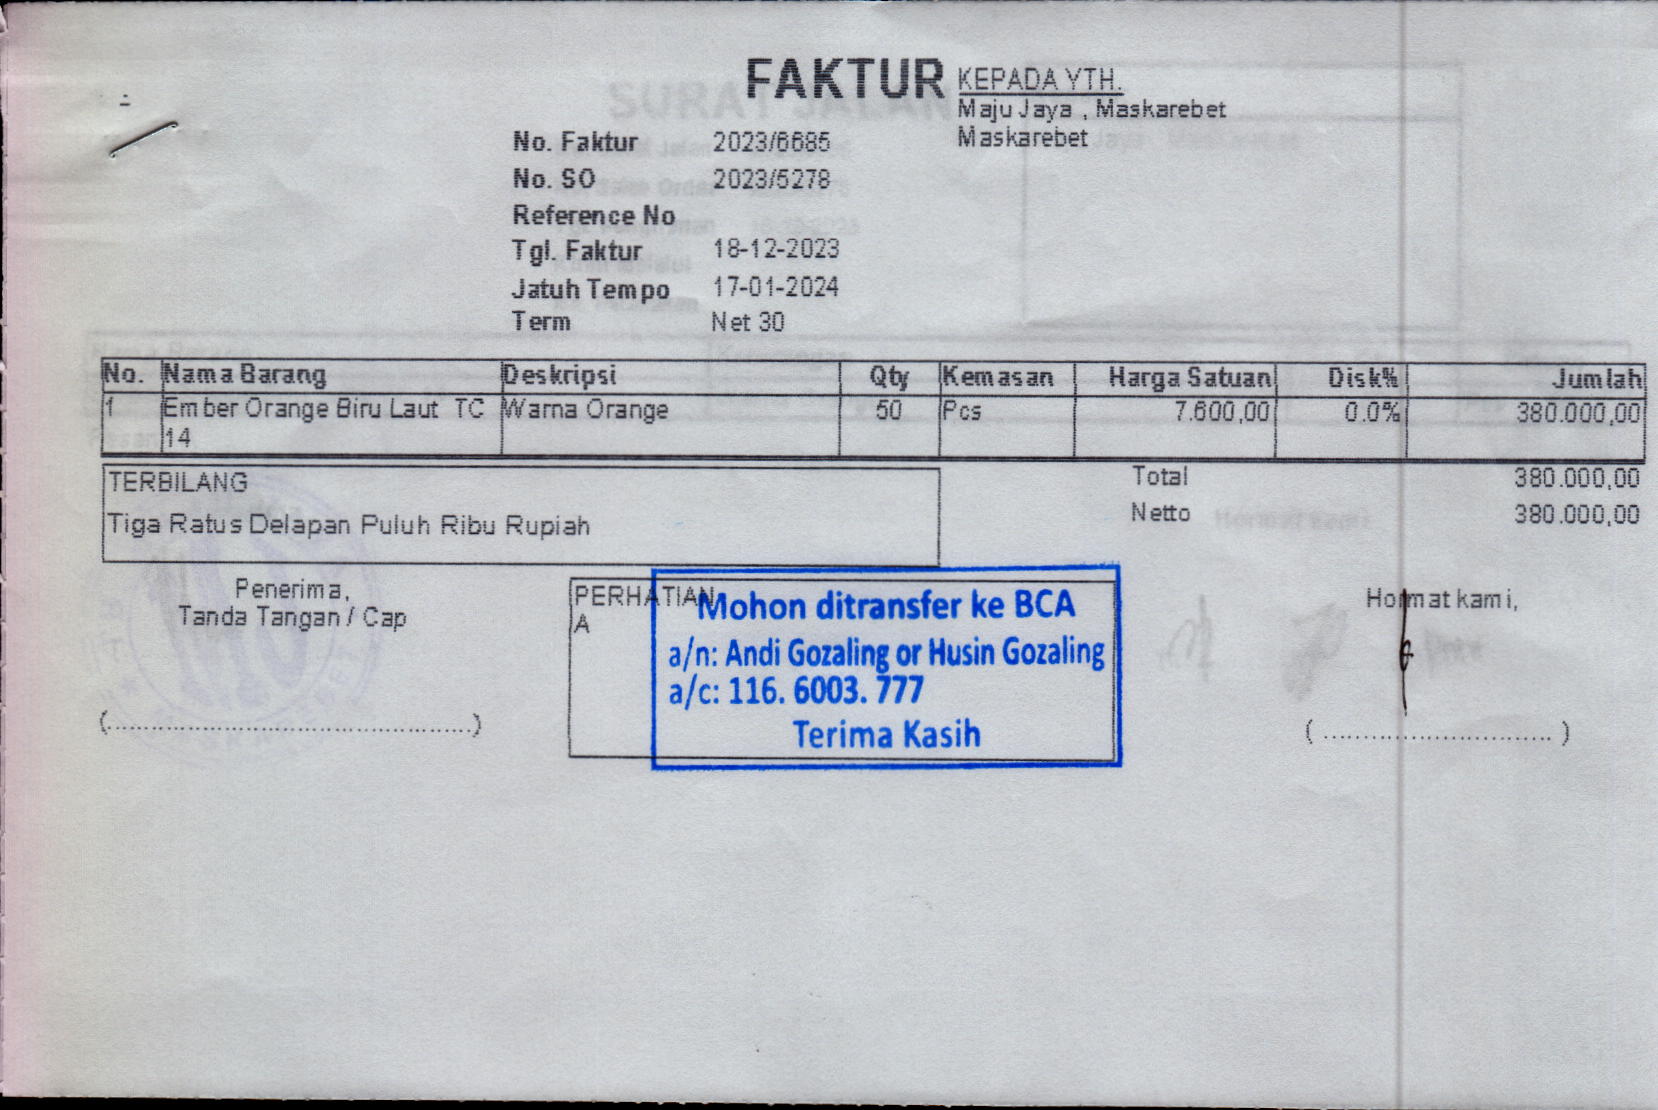 FAKTUR
KEPADA YTH.
Maju Jaya , Maskarebet
Maskarebet
No. Faktur 2023/6685
No. SO 2023/5278
Reference No
Tgl. Faktur 18-12-2023
Jatuh Tempo 17-01-2024
Term Net 30
No. Nama Barang Deskripsi Qty Kemasan Harga Satuan Disk% Jumlah
1 Ember Orange Biru Laut TC Warna Orange 50 Pcs 7.600,00 0.0% 380.000,00
14
TERBILANG
Tiga Ratus Delapan Puluh Ribu Rupiah
Total 380.000,00
Netto 380.000,00
Penerima,
Tanda Tangan / Cap
PERHATIAN
A
Mohon ditransfer ke BCA
a/n: Andi Gozaling or Husin Gozaling
a/c: 116. 6003. 777
Terima Kasih
Hormat kami,
SURAT JALAN